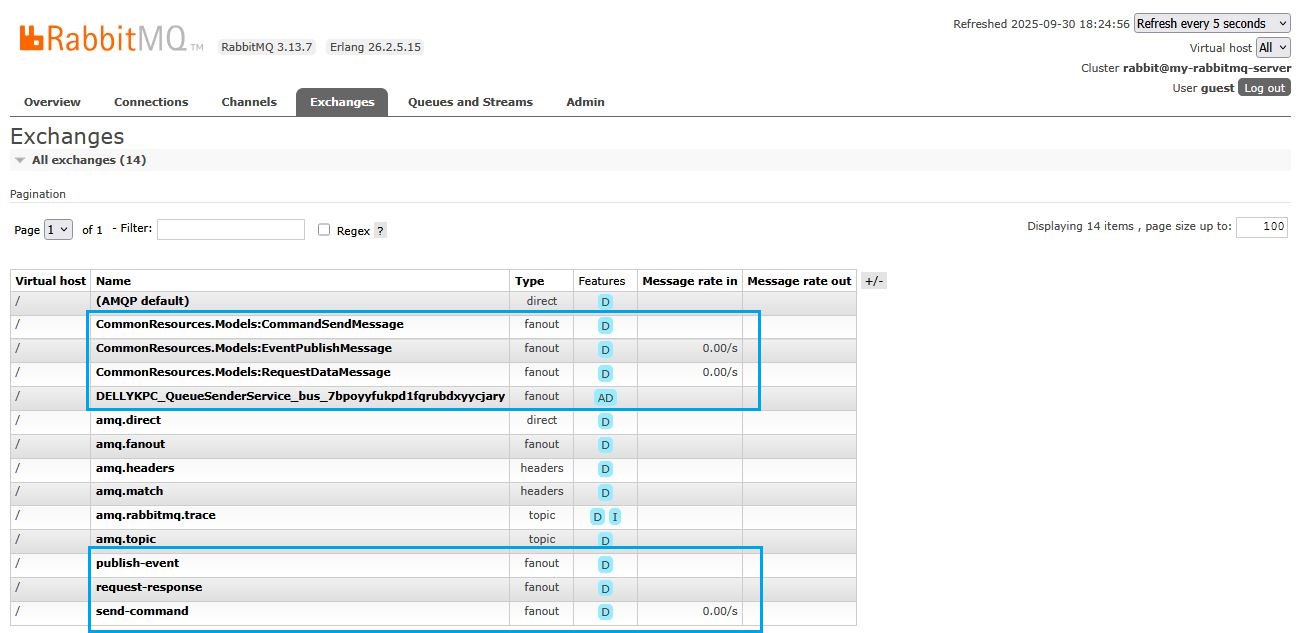 Refreshed 2025-09-30 18:24:56 Refresh every 5 seconds
RabbitMQ TM RabbitMQ 3.13.7 Erlang 26.2.5.15
Virtual host All
Cluster rabbit@my-rabbitmq-server
User guest Log out
Overview Connections Channels Exchanges Queues and Streams Admin
Exchanges
All exchanges (14)
Pagination
Page 1 of 1 - Filter: Regex ? Displaying 14 items , page size up to: 100
Virtual host Name Type Features Message rate in Message rate out +/-
/ (AMQP default) direct D
/ CommonResources.Models:CommandSendMessage fanout D
/ CommonResources.Models:EventPublishMessage fanout D 0.00/s
/ CommonResources.Models:RequestDataMessage fanout D 0.00/s
/ DELLYKPC_QueueSenderService_bus_7bpoyyfukpd1fqrubdxyycjary fanout AD
/ amq.direct direct D
/ amq.fanout fanout D
/ amq.headers headers D
/ amq.match headers D
/ amq.rabbitmq.trace topic D I
/ amq.topic topic D
/ publish-event fanout D
/ request-response fanout D
/ send-command fanout D 0.00/s